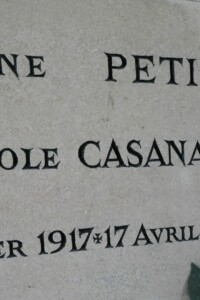 NE PETI
OLE CASANA
ER 1917✠17 AVRIL